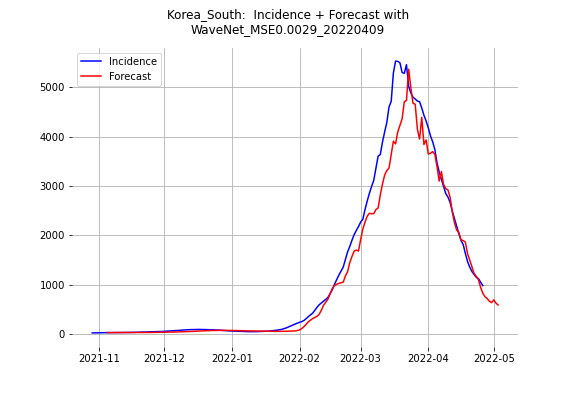 Korea_South:  Incidence + Forecast with
WaveNet_MSE0.0029_20220409
Incidence
Forecast
5000
4000
3000
2000
1000
0
2021-11 2021-12 2022-01 2022-02 2022-03 2022-04 2022-05